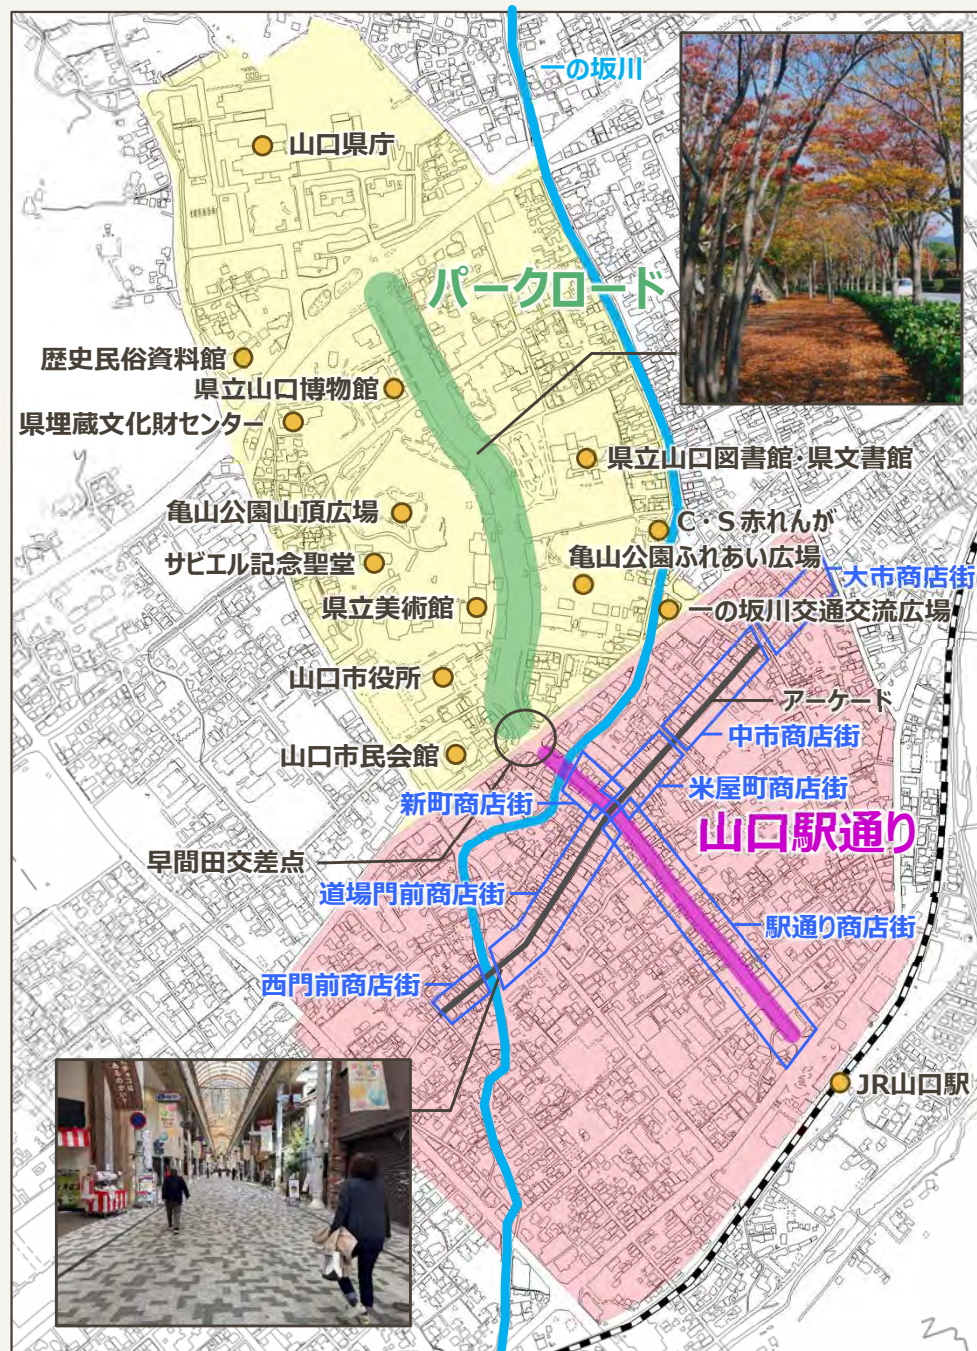 一の坂川
山口県庁
パークロード
歴史民俗資料館
県立山口博物館
県埋蔵文化財センター
県立山口図書館・県文書館
亀山公園山頂広場
C・S赤れんが
サビエル記念聖堂
亀山公園ふれあい広場
大市商店街
県立美術館
一の坂川交通交流広場
山口市役所
アーケード
中市商店街
山口市民会館
米屋町商店街
新町商店街
山口駅通り
早間田交差点
道場門前商店街
駅通り商店街
西門前商店街
JR山口駅